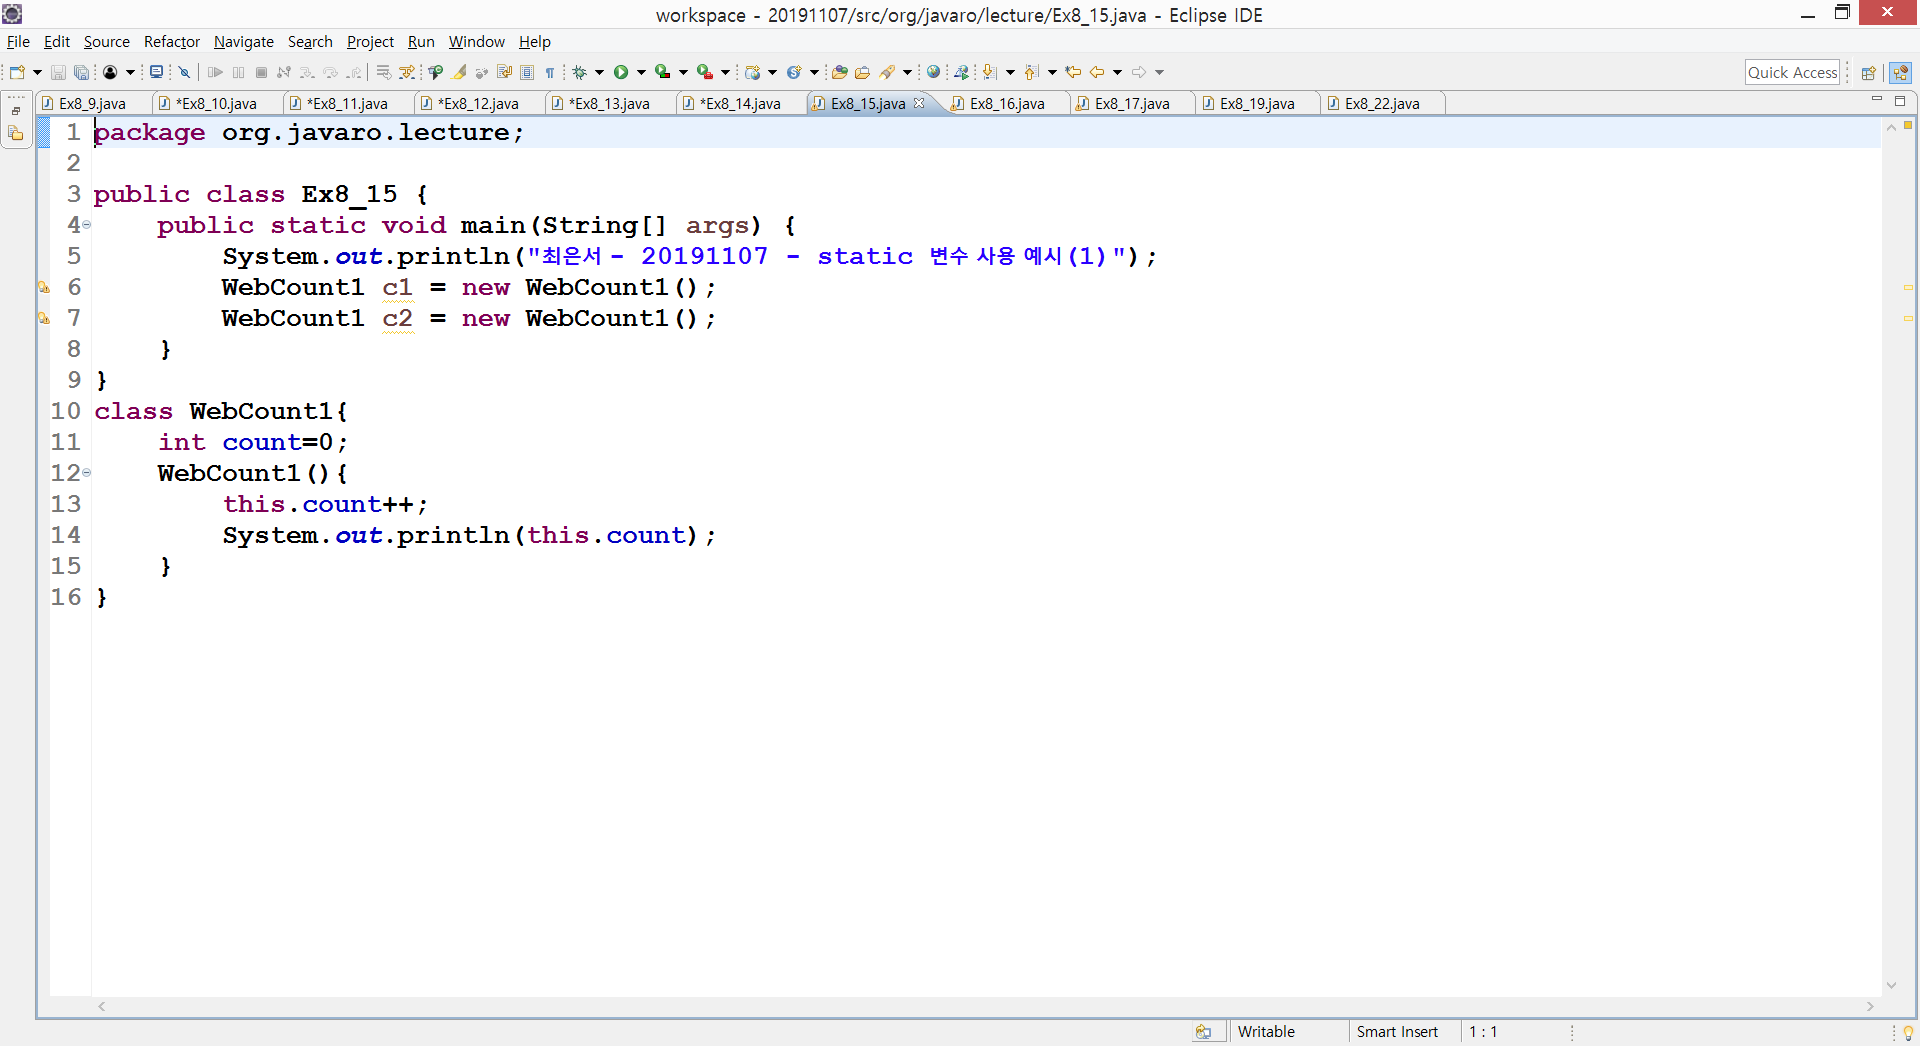 workspace - 20191107/src/org/javaro/lecture/Ex8_15.java - Eclipse IDE
File Edit Source Refactor Navigate Search Project Run Window Help
Quick Access
Ex8_9.java *Ex8_10.java *Ex8_11.java *Ex8_12.java *Ex8_13.java *Ex8_14.java Ex8_15.java Ex8_16.java Ex8_17.java Ex8_19.java Ex8_22.java
1 package org.javaro.lecture;
2
3 public class Ex8_15 {
4 public static void main(String[] args) {
5 System.out.println("최은서 - 20191107 - static 변수 사용 예시(1)");
6 WebCount1 c1 = new WebCount1();
7 WebCount1 c2 = new WebCount1();
8 }
9 }
10 class WebCount1{
11 int count=0;
12 WebCount1(){
13 this.count++;
14 System.out.println(this.count);
15 }
16 }
Writable Smart Insert 1 : 1